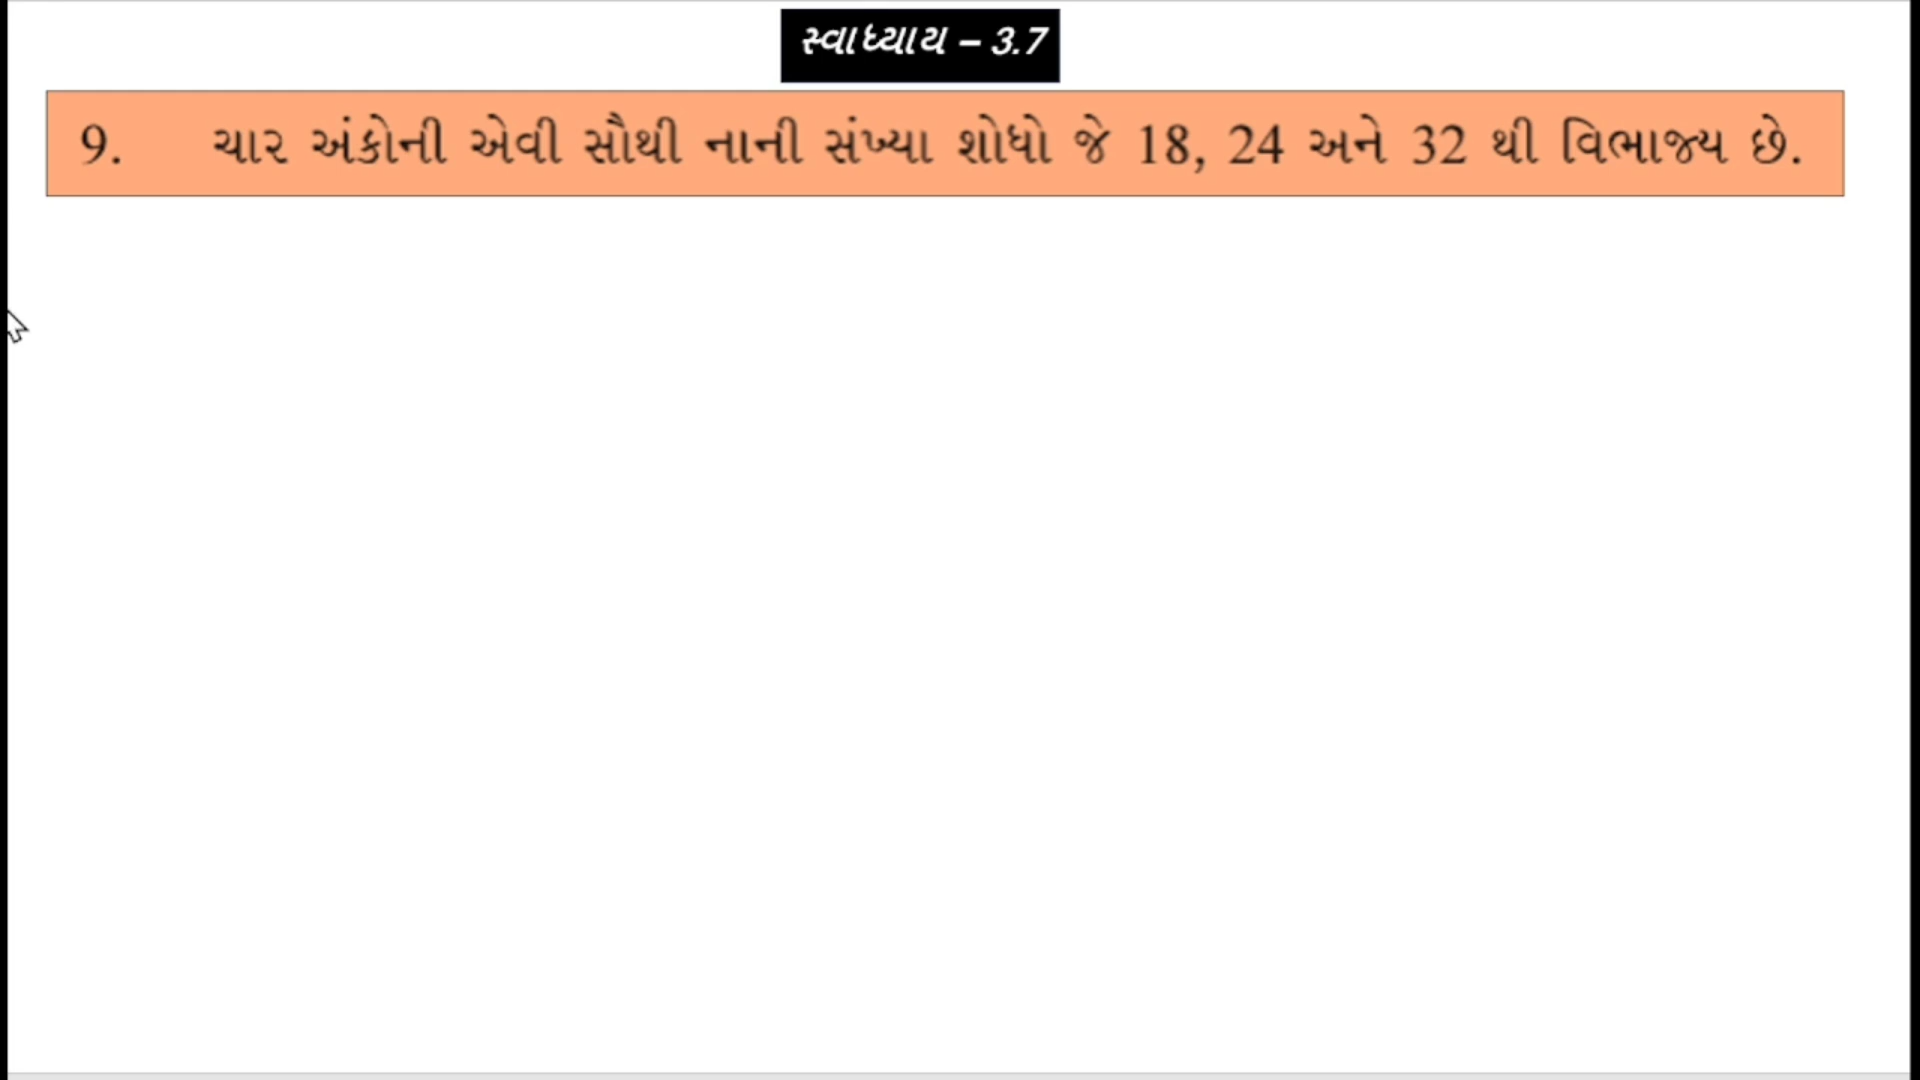 સ્વાધ્યાય – 3.7
9. ચાર અંકોની એવી સૌથી નાની સંખ્યા શોધો જે 18, 24 અને 32 થી વિભાજ્ય છે.